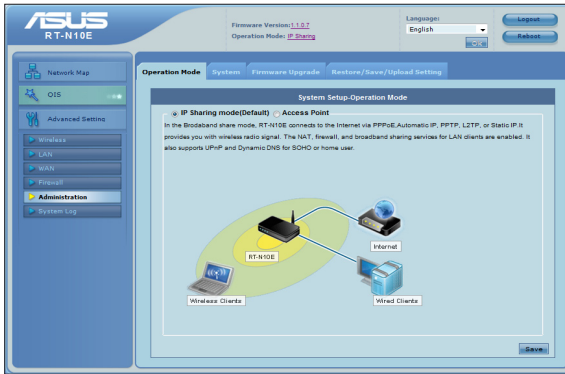 ASUS
RT-N10E
Firmware Version:1.1.0.7
Operation Mode: IP Sharing
Language:
English
OK
Logout
Reboot
Network Map
OIS
Advanced Setting
Wireless
LAN
WAN
Firewall
Administration
System Log
Operation Mode
System
Firmware Upgrade
Restore/Save/Upload Setting
System Setup-Operation Mode
IP Sharing mode(Default) Access Point
In the Brodaband share mode, RT-N10E connects to the Internet via PPPoE,Automatic IP, PPTP, L2TP, or Static IP.It
provides you with wireless radio signal. The NAT, firewall, and broadband sharing services for LAN clients are enabled. It
also supports UPnP and Dynamic DNS for SOHO or home user.
Internet
RT-N10E
Wireless Clients
Wired Clients
Save